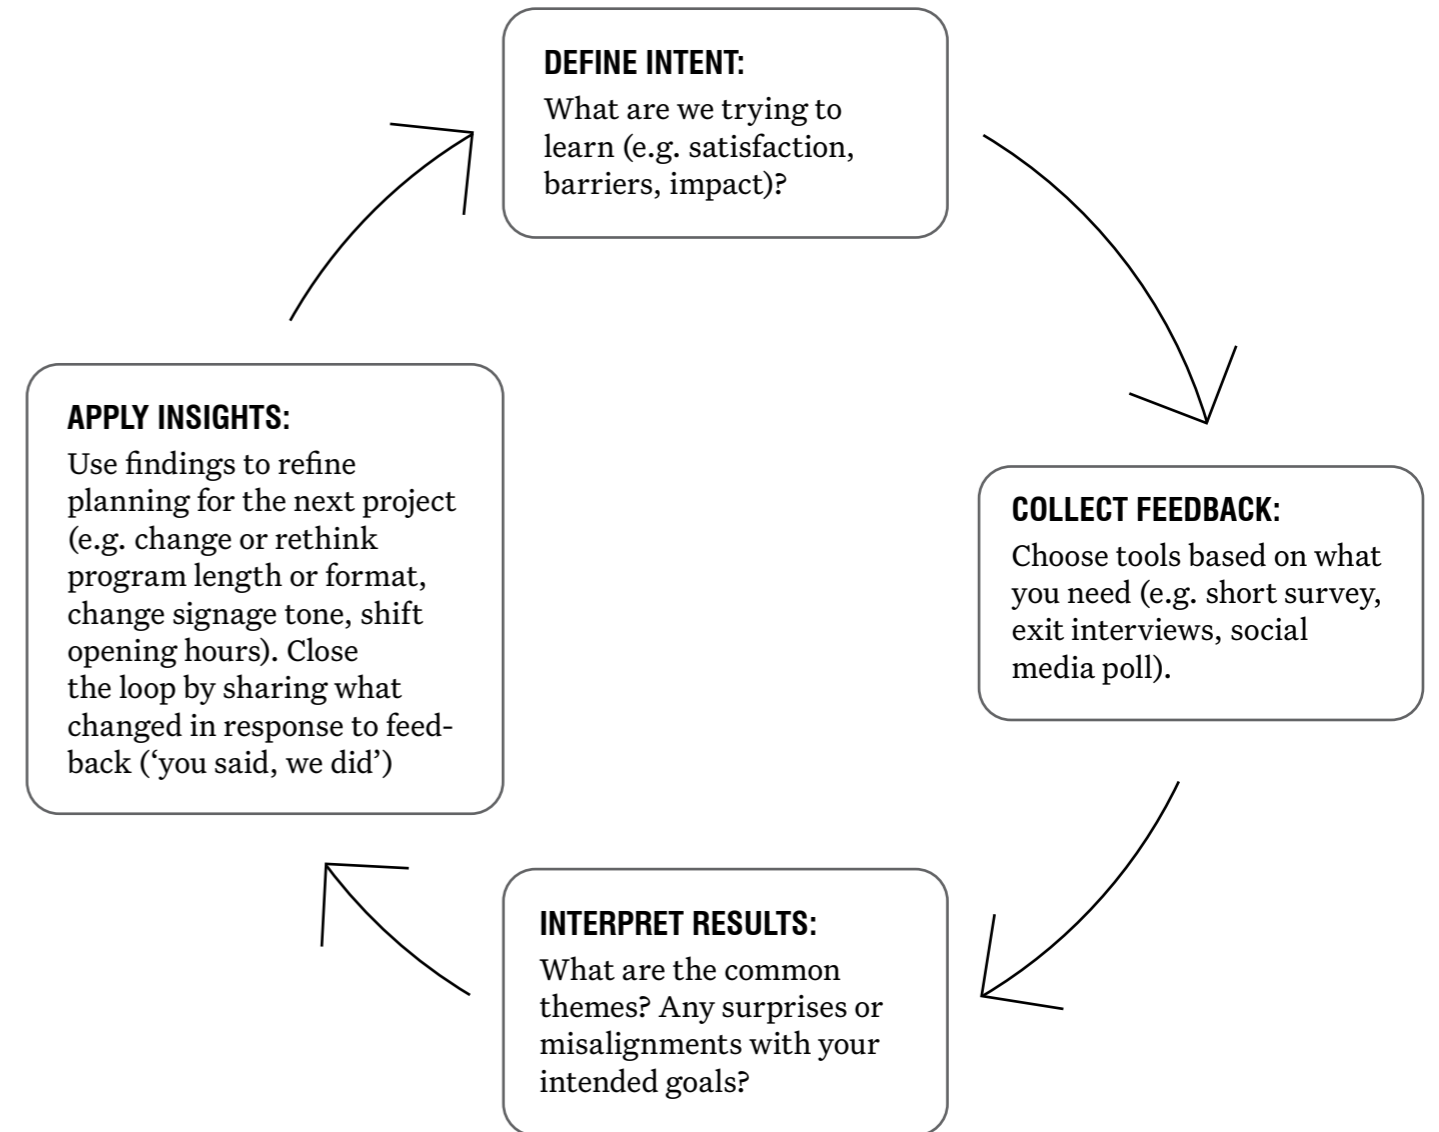 DEFINE INTENT:
What are we trying to
learn (e.g. satisfaction,
barriers, impact)?
COLLECT FEEDBACK:
Choose tools based on what
you need (e.g. short survey,
exit interviews, social
media poll).
INTERPRET RESULTS:
What are the common
themes? Any surprises or
misalignments with your
intended goals?
APPLY INSIGHTS:
Use findings to refine
planning for the next project
(e.g. change or rethink
program length or format,
change signage tone, shift
opening hours). Close
the loop by sharing what
changed in response to feed-
back (‘you said, we did’)